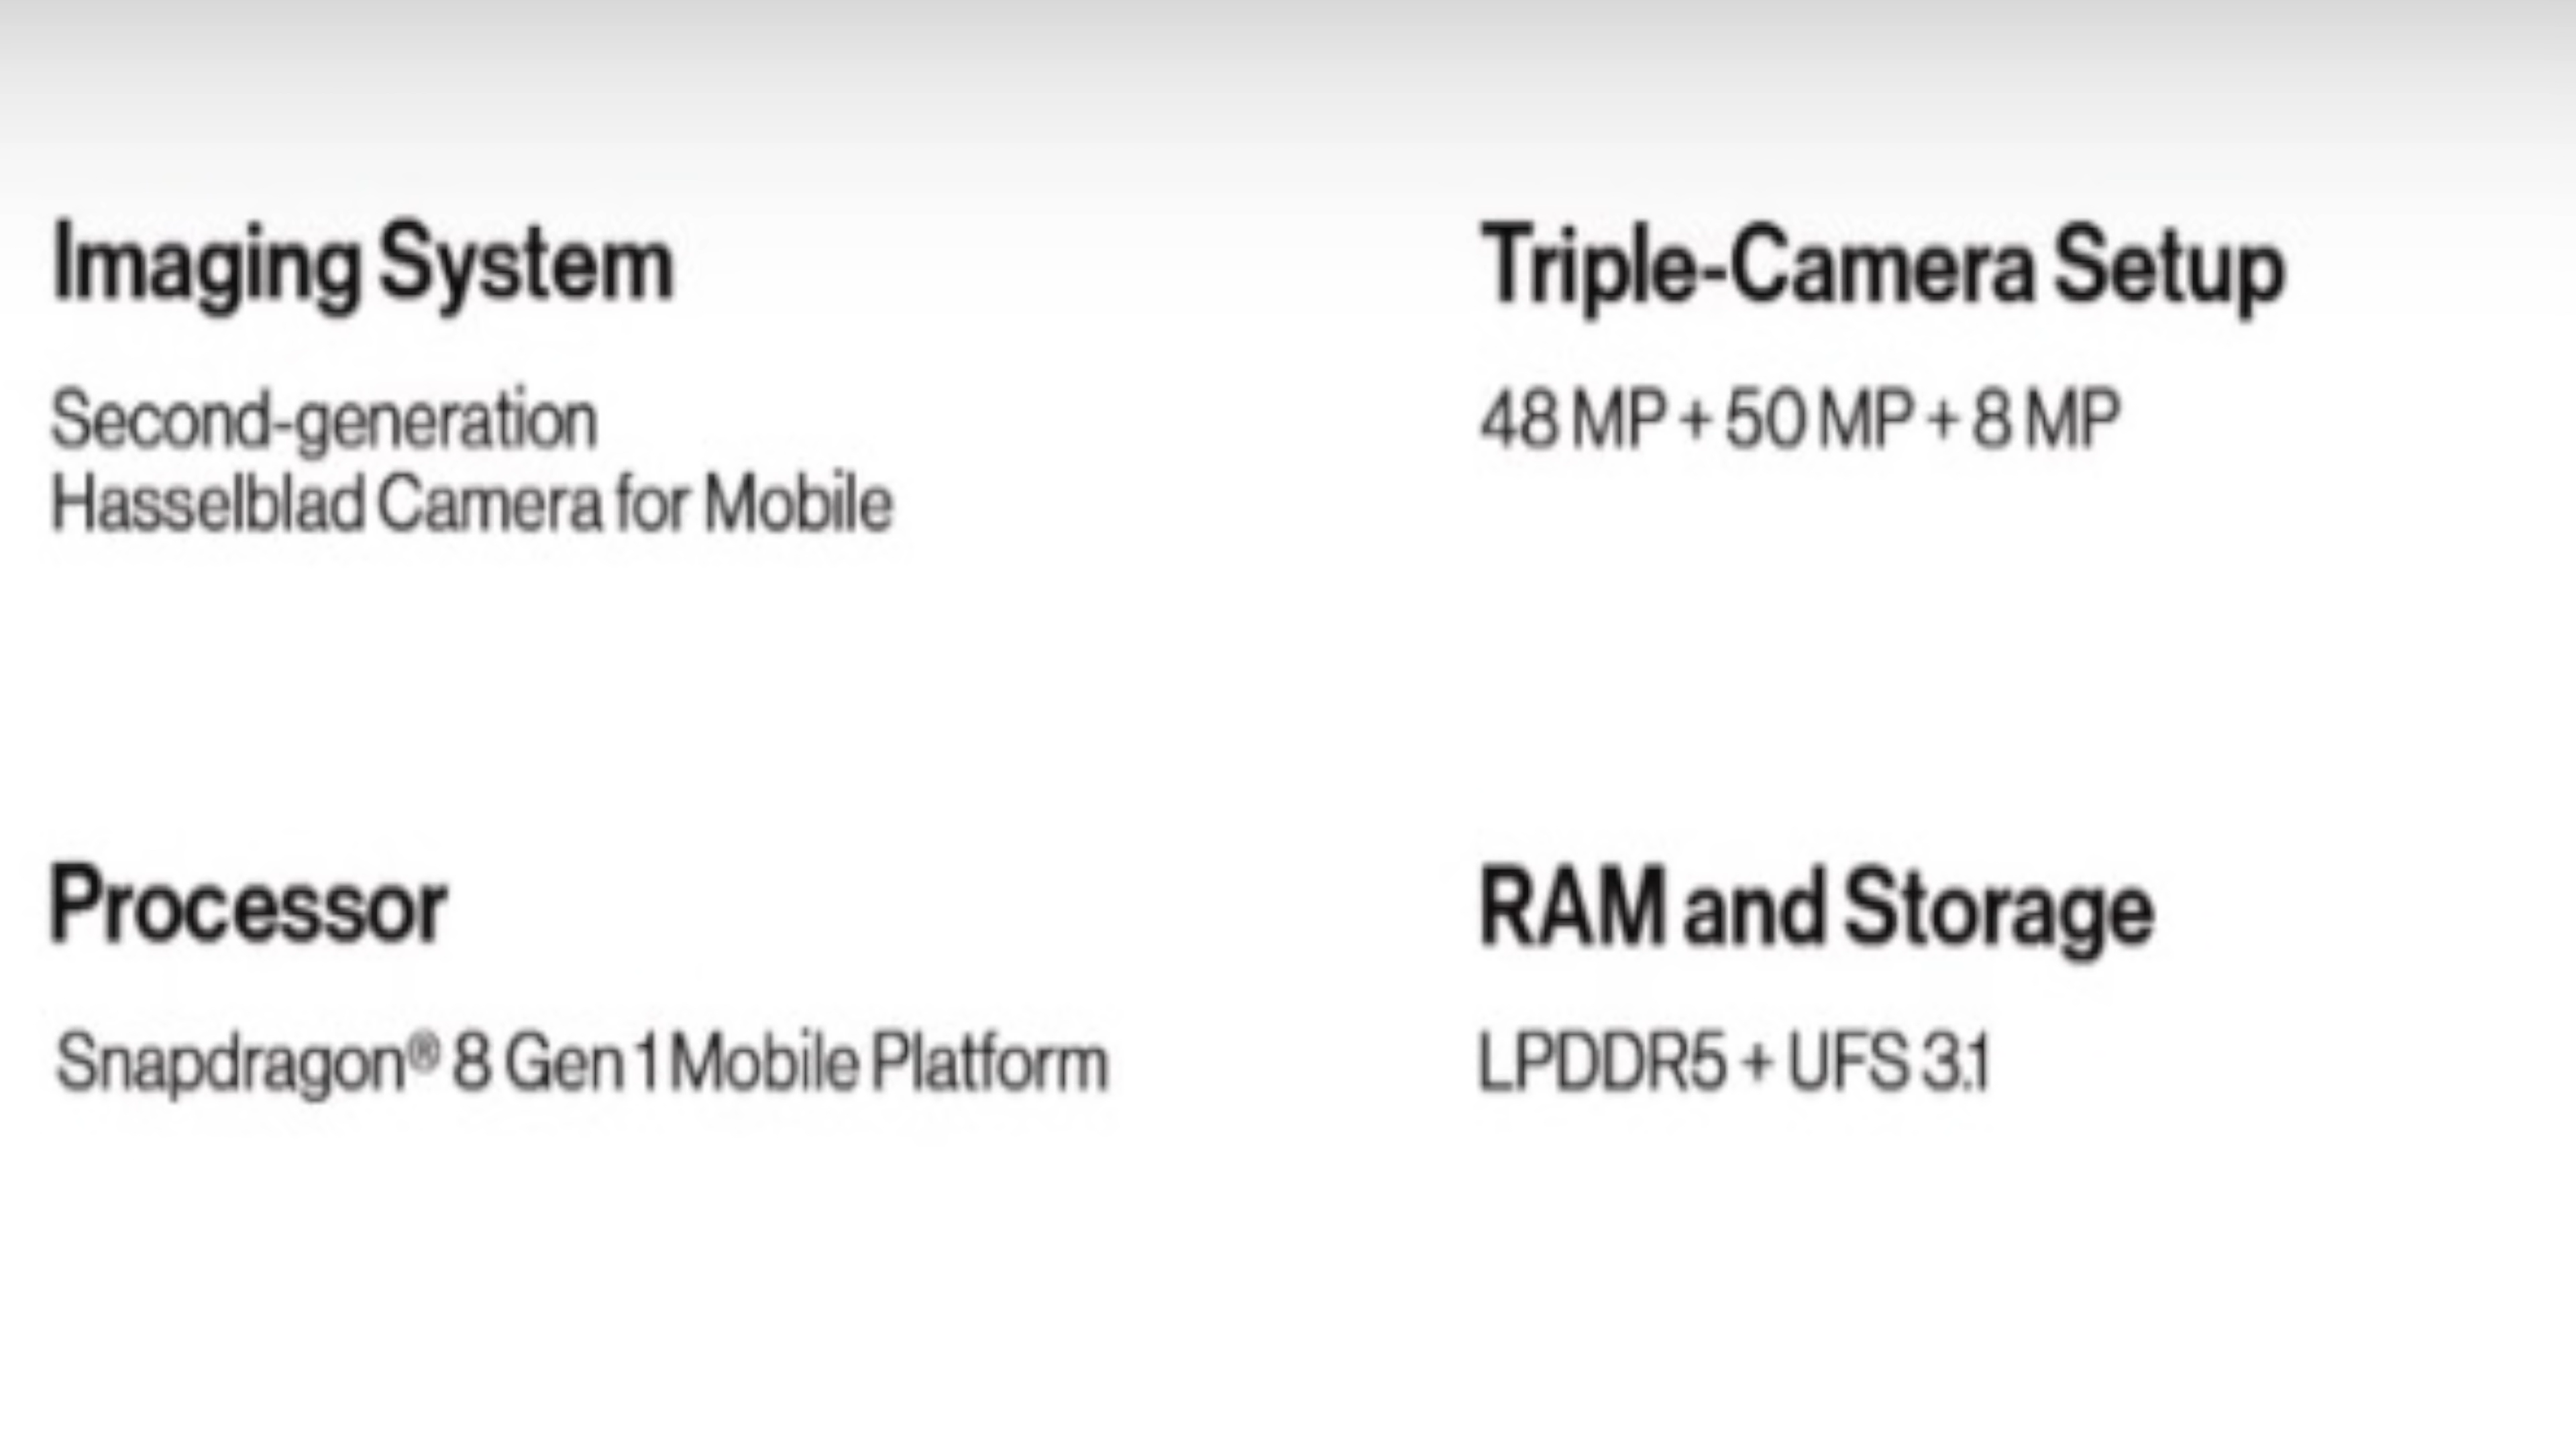 Imaging System
Second-generation
Hasselblad Camera for Mobile
Triple-Camera Setup
48 MP + 50 MP + 8 MP
Processor
Snapdragon® 8 Gen 1 Mobile Platform
RAM and Storage
LPDDR5 + UFS 3.1